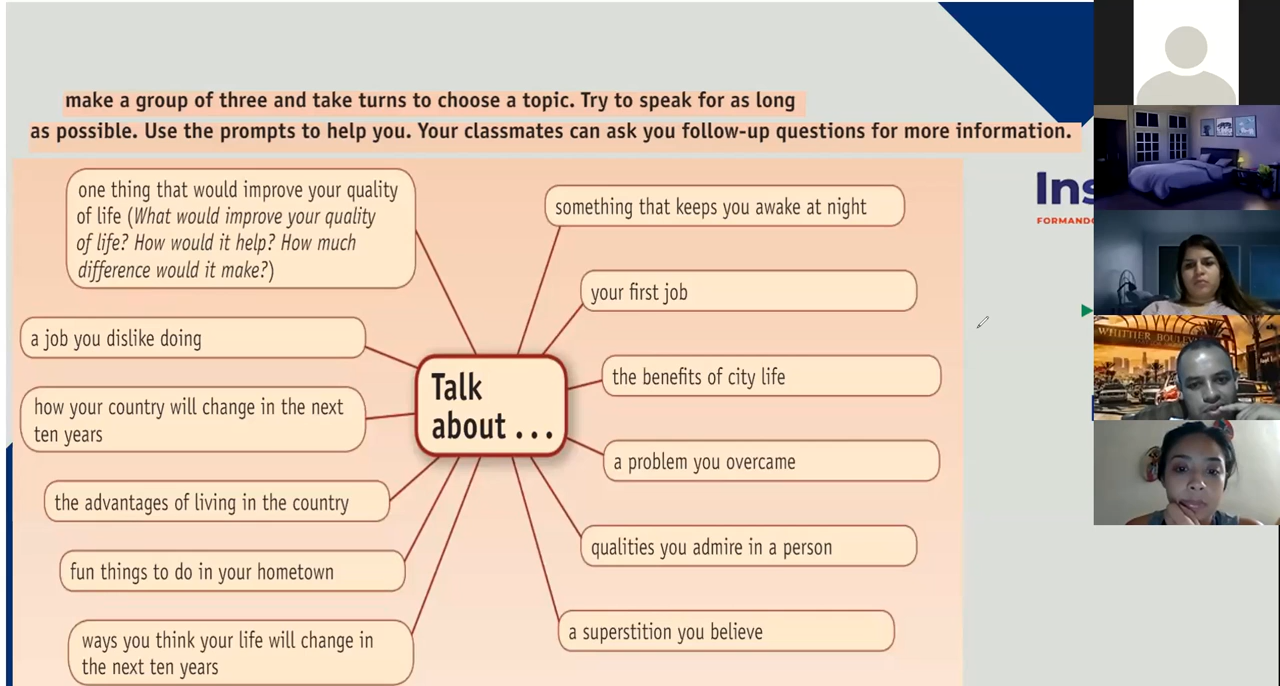 make a group of three and take turns to choose a topic. Try to speak for as long
as possible. Use the prompts to help you. Your classmates can ask you follow-up questions for more information.
one thing that would improve your quality
of life (What would improve your quality
of life? How would it help? How much
difference would it make?)
a job you dislike doing
how your country will change in the next
ten years
the advantages of living in the country
fun things to do in your hometown
ways you think your life will change in
the next ten years
Talk
about ...
something that keeps you awake at night
your first job
the benefits of city life
a problem you overcame
qualities you admire in a person
a superstition you believe
Ins
FORMANDO
WHITTIER BOULEV